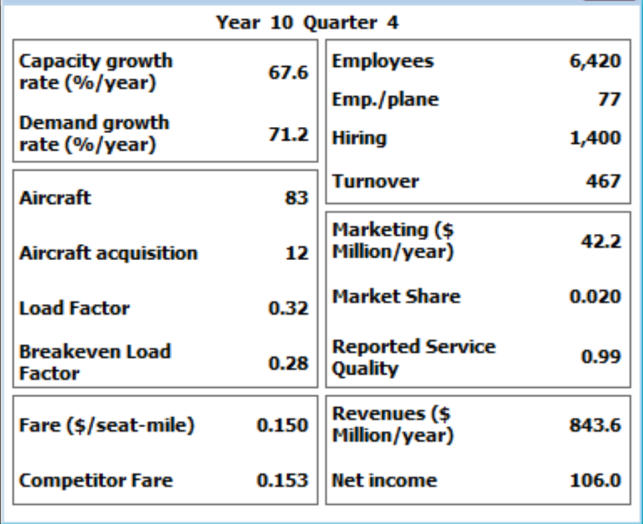 Year 10 Quarter 4
Capacity growth
rate (%/year) 67.6
Demand growth
rate (%/year) 71.2
Aircraft 83
Aircraft acquisition 12
Load Factor 0.32
Breakeven Load
Factor 0.28
Fare ($/seat-mile) 0.150
Competitor Fare 0.153
Employees 6,420
Emp./plane 77
Hiring 1,400
Turnover 467
Marketing ($
Million/year) 42.2
Market Share 0.020
Reported Service
Quality 0.99
Revenues ($
Million/year) 843.6
Net income 106.0